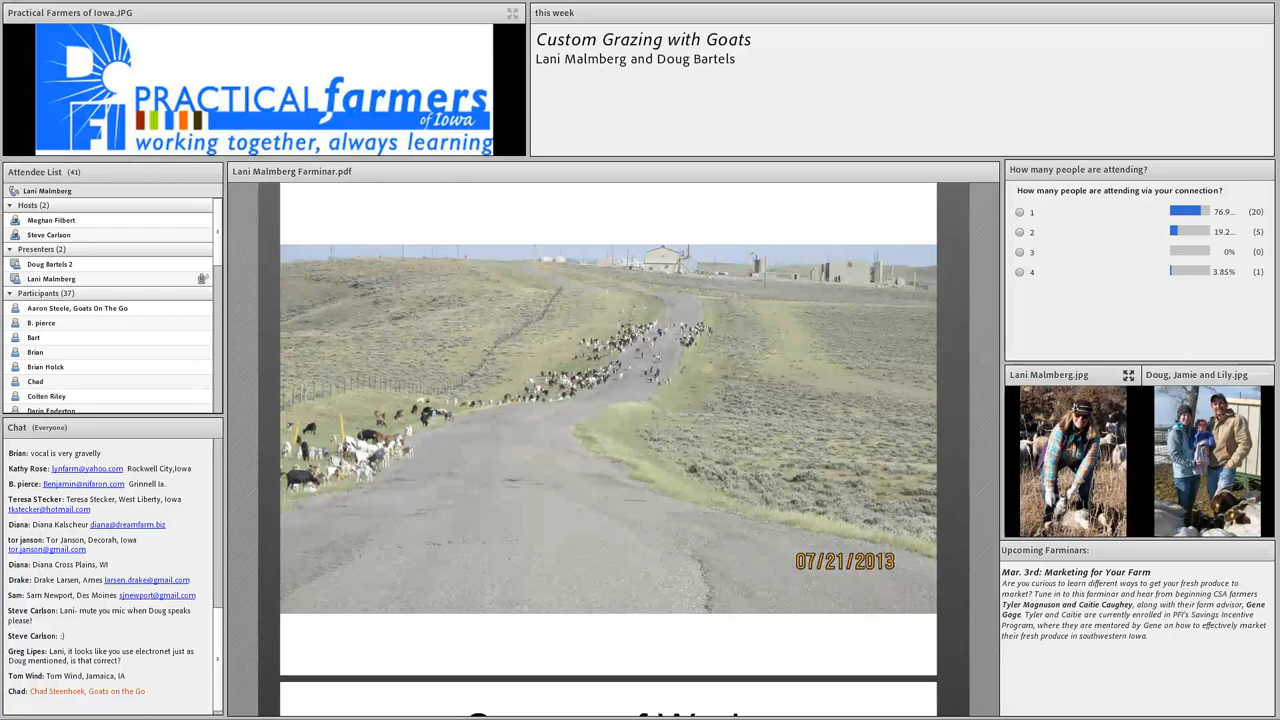 Practical Farmers of Iowa.JPG
PRACTICAL farmers
of Iowa
working together, always learning
this week
Custom Grazing with Goats
Lani Malmberg and Doug Bartels
Attendee List (41)
Lani Malmberg
Hosts (2)
Meghan Filbert
Steve Carlson
Presenters (2)
Doug Bartels 2
Lani Malmberg
Participants (37)
Aaron Steele, Goats On The Go
B. pierce
Bart
Brian
Brian Holck
Chad
Colten Riley
Darin Enderton
Chat (Everyone)
Brian: vocal is very gravelly
Kathy Rose: lynfarm@yahoo.com Rockwell City,Iowa
B. pierce: Benjamin@nifaron.com Grinnell Ia.
Teresa STecker: Teresa Stecker, West Liberty, Iowa
tkstecker@hotmail.com
Diana: Diana Kalscheur diana@dreamfarm.biz
tor janson: Tor Janson, Decorah, Iowa
tor.janson@gmail.com
Diana: Diana Cross Plains, WI
Drake: Drake Larsen, Ames larsen.drake@gmail.com
Sam: Sam Newport, Des Moines sjnewport@gmail.com
Steve Carlson: Lani- mute you mic when Doug speaks
please!
Steve Carlson: :)
Greg Lipes: Lani, it looks like you use electronet just as
Doug mentioned, is that correct?
Tom Wind: Tom Wind, Jamaica, IA
Chad: Chad Steenhoek, Goats on the Go
Lani Malmberg Farminar.pdf
07/21/2013
How many people are attending?
How many people are attending via your connection?
1 76.9... (20)
2 19.2... (5)
3 0% (0)
4 3.85% (1)
Lani Malmberg.jpg
Doug, Jamie and Lily.jpg
Upcoming Farminars:
Mar. 3rd: Marketing for Your Farm
Are you curious to learn different ways to get your fresh produce to
market? Tune in to this farminar and hear from beginning CSA farmers
Tyler Magnuson and Caitie Caughey, along with their farm advisor, Gene
Gage. Tyler and Caitie are currently enrolled in PFI's Savings Incentive
Program, where they are mentored by Gene on how to effectively market
their fresh produce in southwestern Iowa.